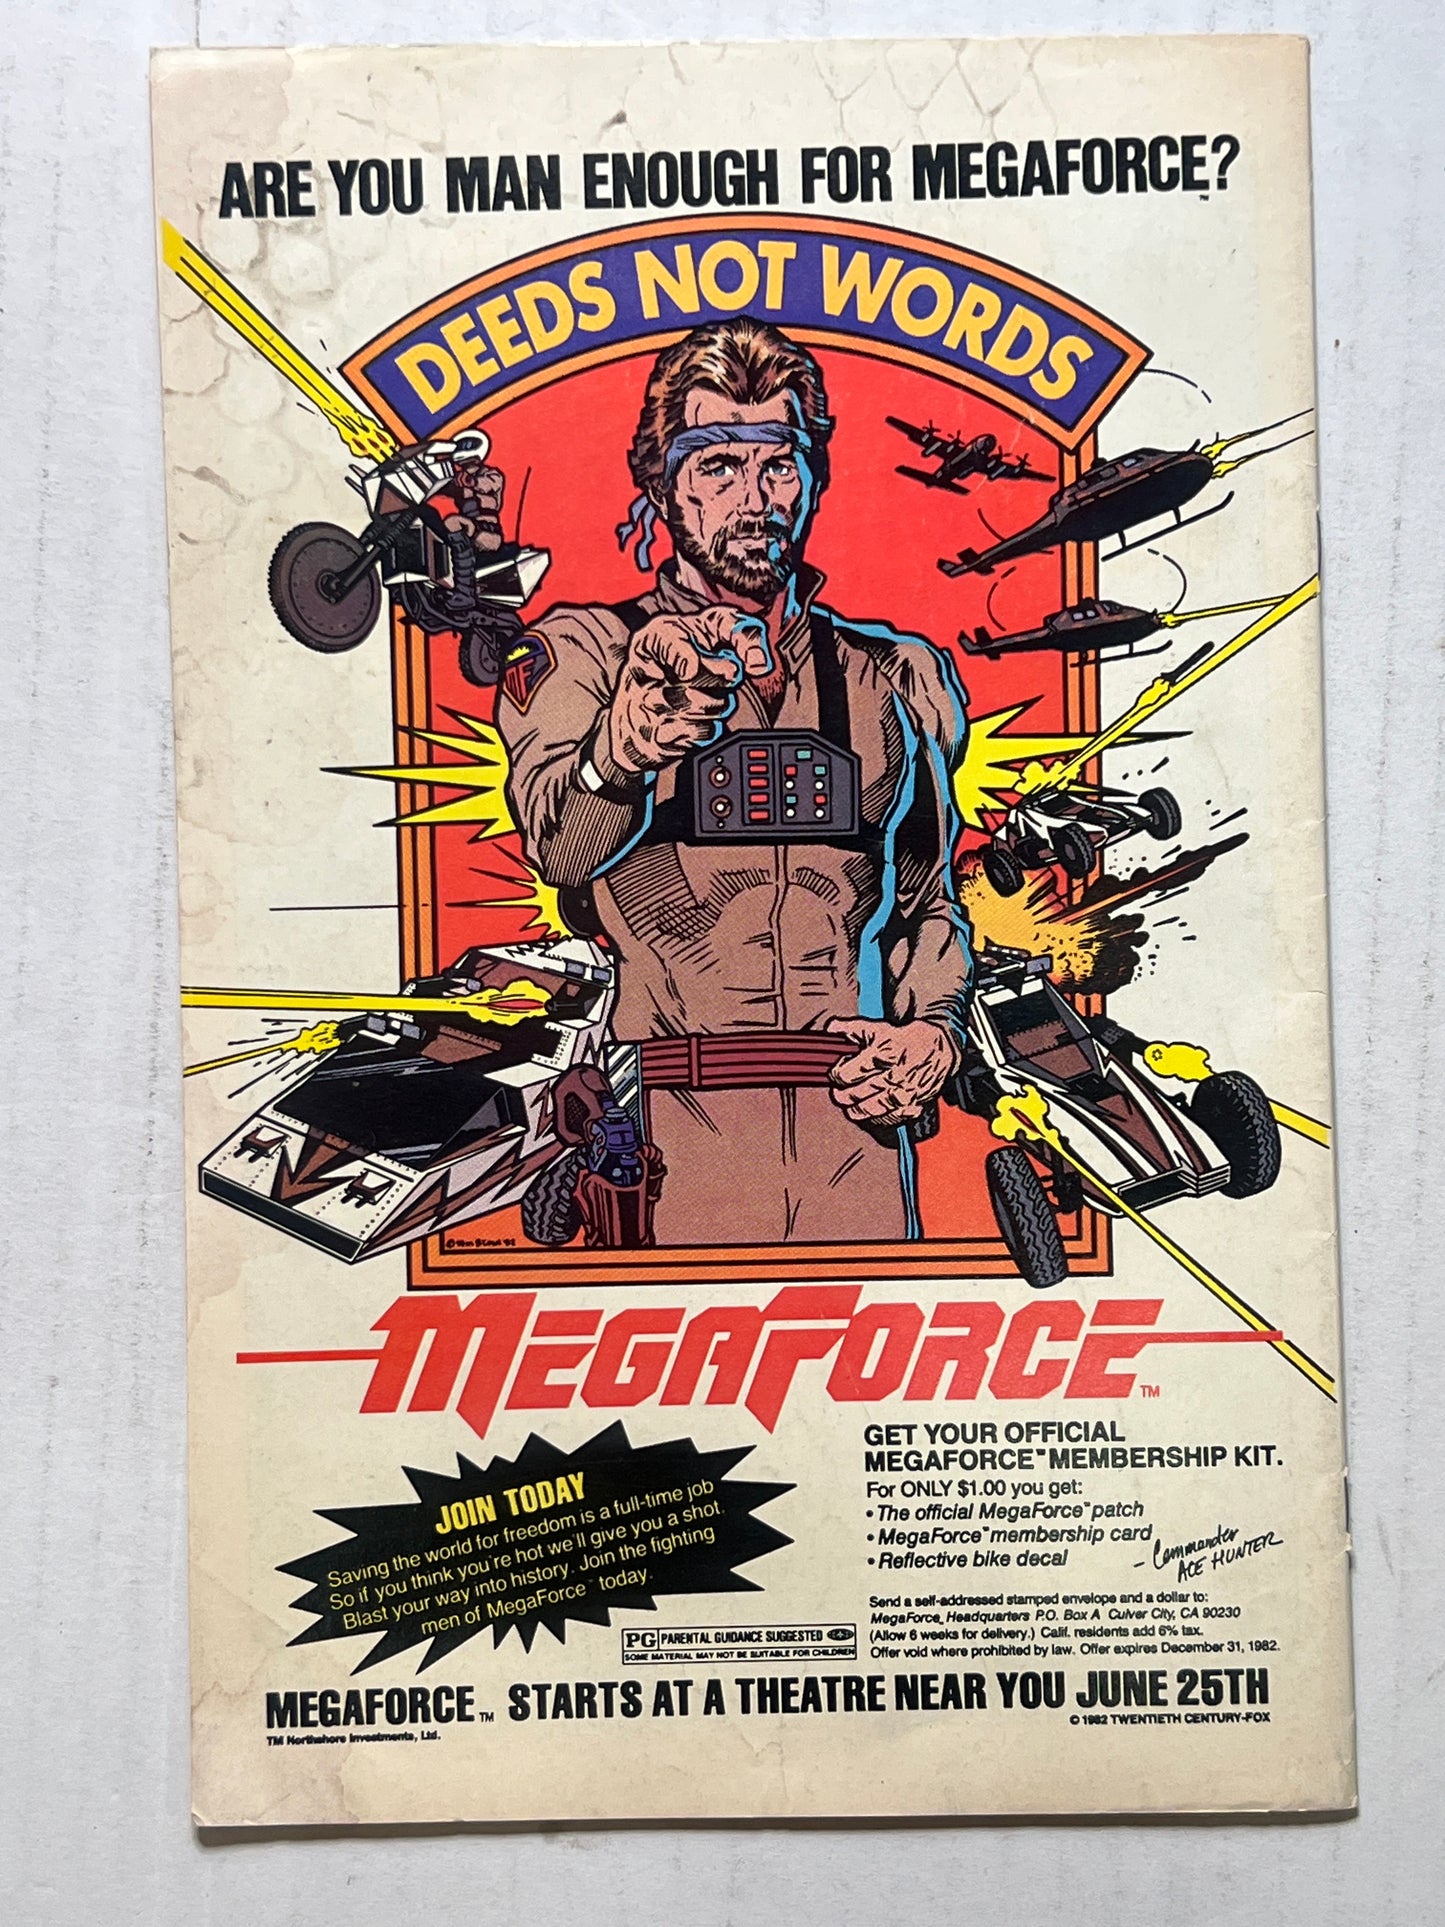 ARE YOU MAN ENOUGH FOR MEGAFORCE?™
DEEDS NOT WORDS
MEGAFORCE™
JOIN TODAY
Saving the world for freedom is a full-time job
So if you think you're hot we'll give you a shot.
Blast your way into history. Join the fighting
men of MegaForce™ today.
GET YOUR OFFICIAL
MEGAFORCE™ MEMBERSHIP KIT.
For ONLY $1.00 you get:
• The official MegaForce™ patch
• MegaForce™ membership card
• Reflective bike decal
– Commander
ACE HUNTER
Send a self-addressed stamped envelope and a dollar to:
MegaForce™ Headquarters P.O. Box A Culver City, CA 90230
(Allow 6 weeks for delivery.) Calif. residents add 6% tax.
Offer void where prohibited by law. Offer expires December 31, 1982.
PG PARENTAL GUIDANCE SUGGESTED
SOME MATERIAL MAY NOT BE SUITABLE FOR CHILDREN
MEGAFORCE™ STARTS AT A THEATRE NEAR YOU JUNE 25TH
TM Northshore Investments, Ltd.
© 1982 TWENTIETH CENTURY-FOX